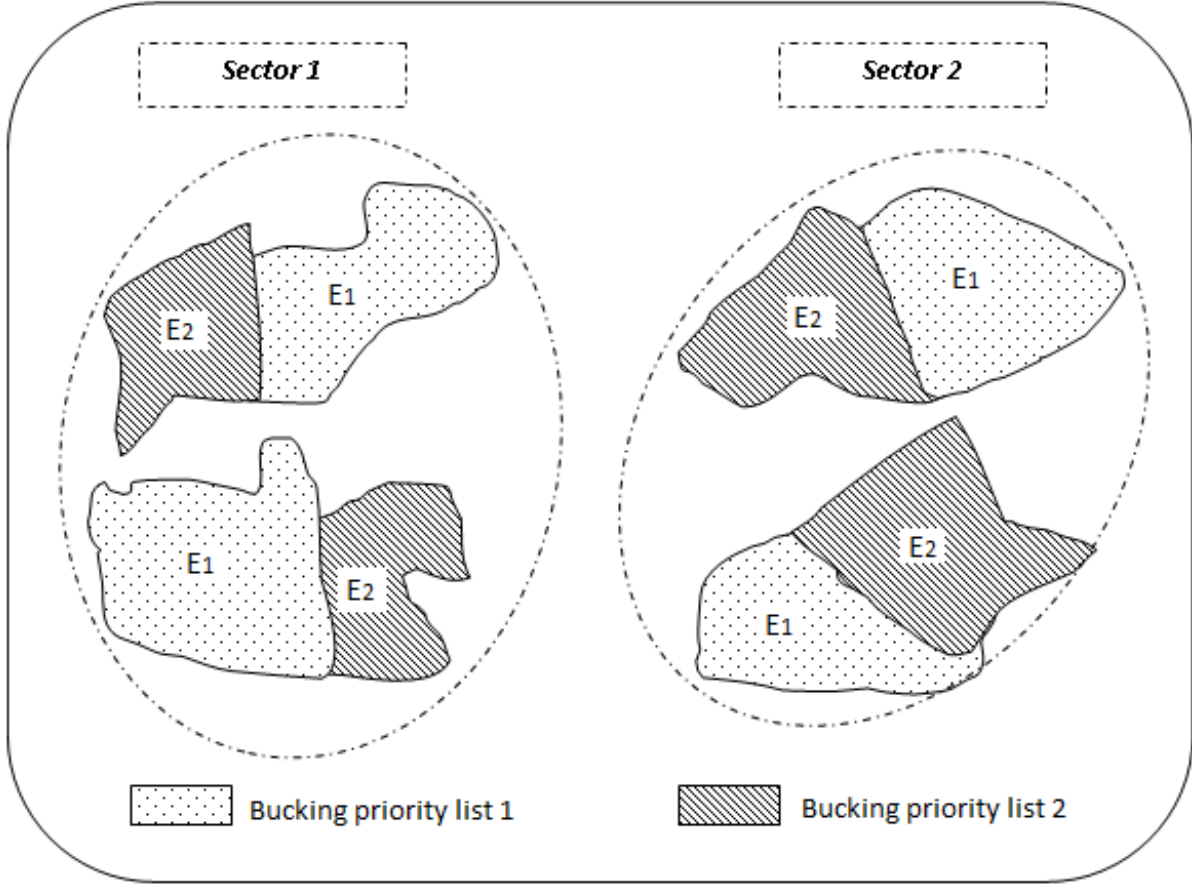 Sector 1
Sector 2
E1
E2
E1
E2
E1
E2
E2
E1
Bucking priority list 1
Bucking priority list 2